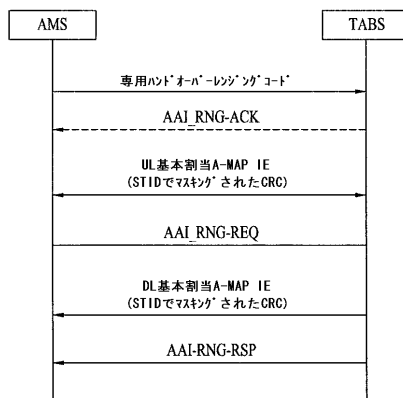 AMS
TABS
専用ﾊﾝﾄﾞｵｰﾊﾞｰﾚﾝｼﾞﾝｸﾞｺｰﾄﾞ
AAI_RNG-ACK
UL基本割当A-MAP IE
(STIDでﾏｽｷﾝｸﾞされたCRC)
AAI_RNG-REQ
DL基本割当A-MAP IE
(STIDでﾏｽｷﾝｸﾞされたCRC)
AAI-RNG-RSP